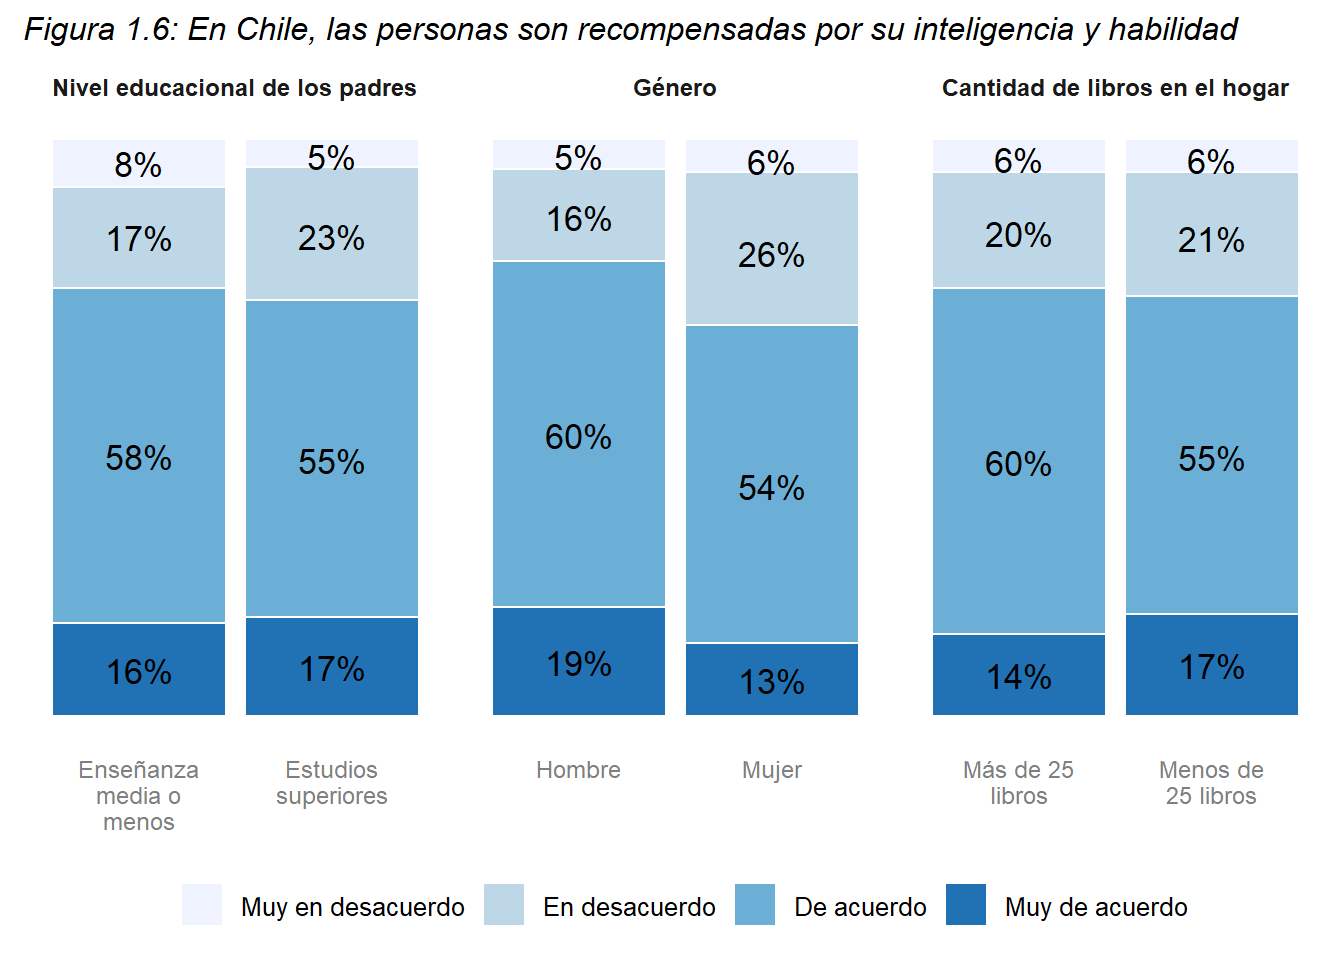 Figura 1.6: En Chile, las personas son recompensadas por su inteligencia y habilidad
Nivel educacional de los padres
8%
5%
17%
23%
58%
55%
16%
17%
Enseñanza
media o
menos
Estudios
superiores
Género
5%
6%
16%
26%
60%
54%
19%
13%
Hombre
Mujer
Cantidad de libros en el hogar
6%
6%
20%
21%
60%
55%
14%
17%
Más de 25
libros
Menos de
25 libros
Muy en desacuerdo
En desacuerdo
De acuerdo
Muy de acuerdo